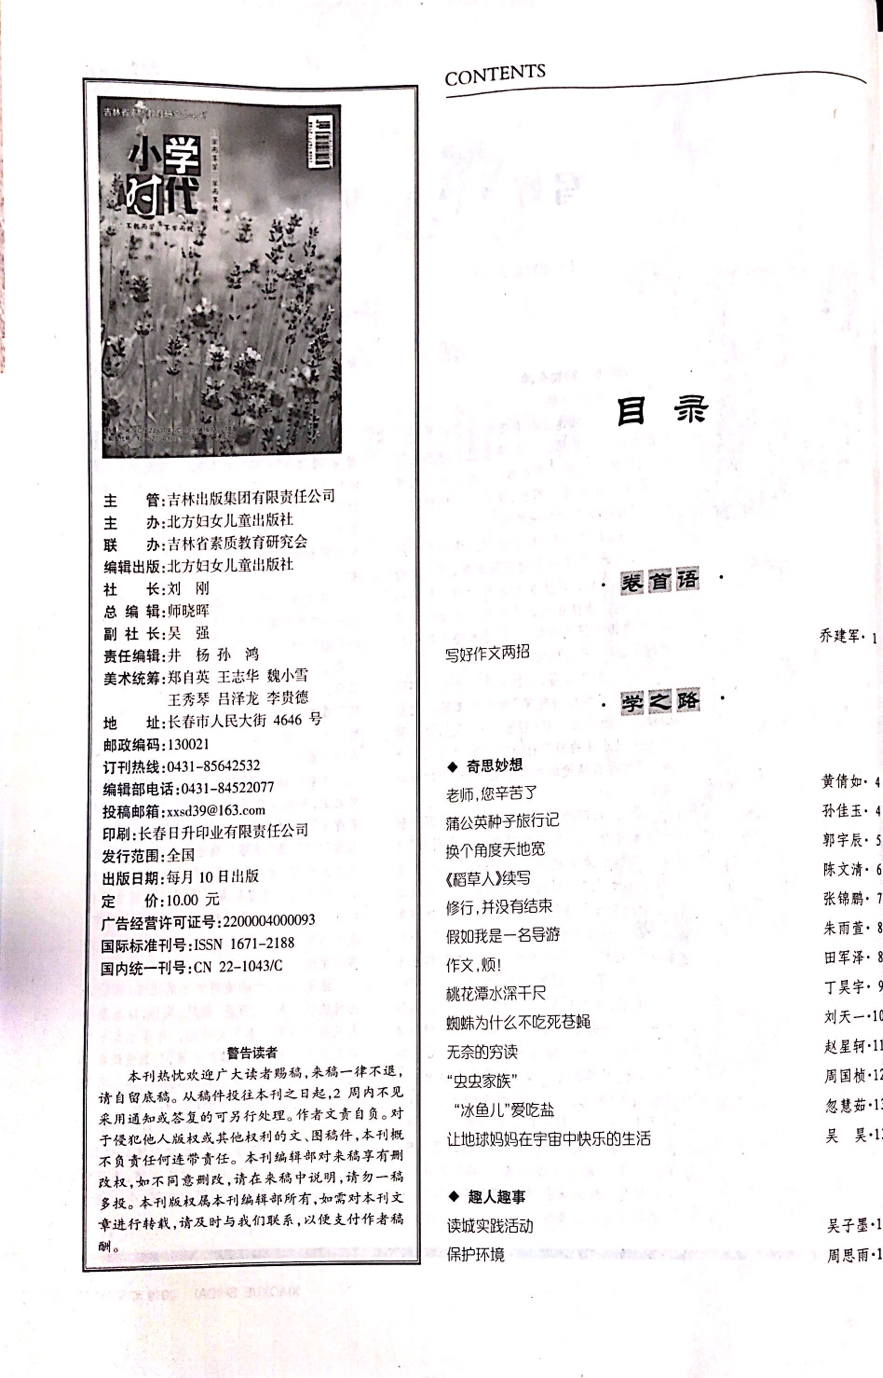 小学
时代
主　　管:吉林出版集团有限责任公司
主　　办:北方妇女儿童出版社
联　　办:吉林省素质教育研究会
编辑出版:北方妇女儿童出版社
社　　长:刘　刚
总 编 辑:师晓晖
副 社 长:吴　强
责任编辑:井　杨 孙　鸿
美术统筹:郑自英 王志华 魏小雪
王秀琴 吕泽龙 李贵德
地　　址:长春市人民大街 4646 号
邮政编码:130021
订刊热线:0431-85642532
编辑部电话:0431-84522077
投稿邮箱:xxsd39@163.com
印刷:长春日升印业有限责任公司
发行范围:全国
出版日期:每月 10 日出版
定　　价:10.00 元
广告经营许可证号:2200004000093
国际标准刊号:ISSN 1671-2188
国内统一刊号:CN 22-1043/C
警告读者
本刊热忱欢迎广大读者赐稿,来稿一律不退,
请自留底稿。从稿件投往本刊之日起,2 周内不见
采用通知或答复的可另行处理。作者文责自负。对
于侵犯他人版权或其他权利的文、图稿件,本刊概
不负责任何连带责任。本刊编辑部对来稿享有删
改权,如不同意删改,请在来稿中说明,请勿一稿
多投。本刊版权属本刊编辑部所有,如需对本刊文
章进行转载,请及时与我们联系,以便支付作者稿
酬。
CONTENTS
目 录
· 卷首语 ·
写好作文两招 乔建军· 1
· 学之路 ·
◆ 奇思妙想
老师,您辛苦了 黄倩如· 4
蒲公英种子旅行记 孙佳玉· 4
换个角度天地宽 郭宇辰· 5
《稻草人》续写 陈文清· 6
修行,并没有结束 张锦鹏· 7
假如我是一名导游 朱雨萱· 8
作文,烦! 田军泽· 8
桃花潭水深千尺 丁昊宇· 9
蜘蛛为什么不吃死苍蝇 刘天一·10
无奈的穷读 赵星轲·11
“虫虫家族” 周国桢·12
“冰鱼儿”爱吃盐 忽慧茹·13
让地球妈妈在宇宙中快乐的生活 吴　昊·1
◆ 趣人趣事
读城实践活动 吴子墨·1
保护环境 周思雨·1